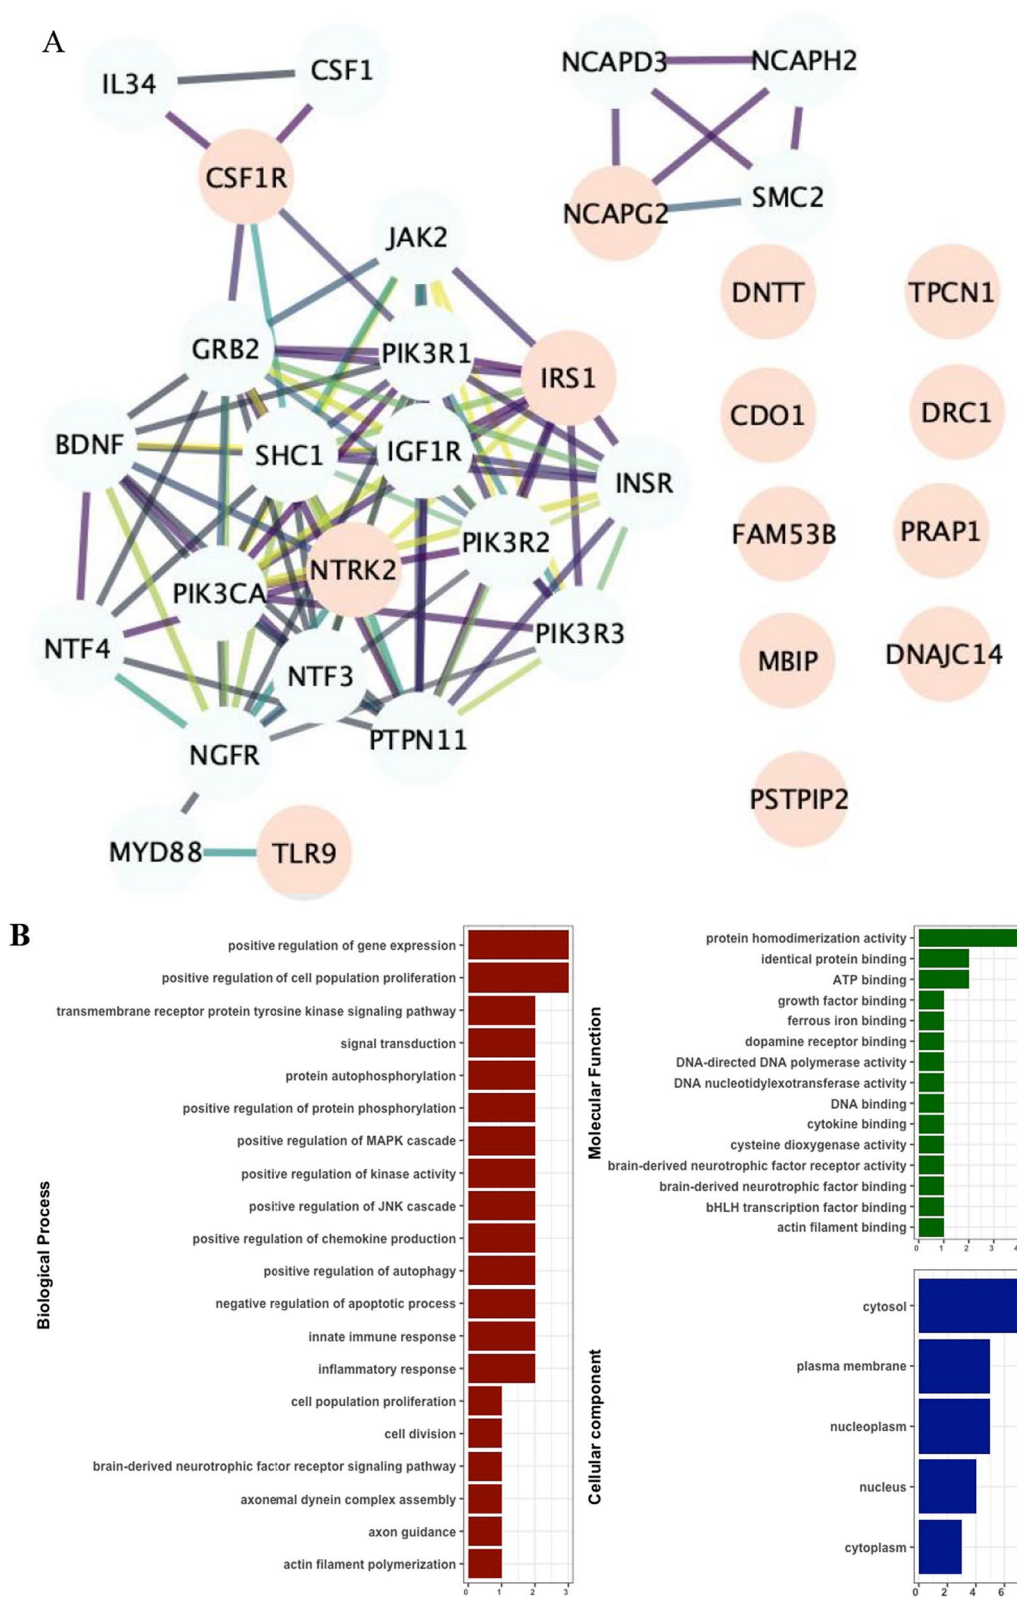 A
IL34
CSF1
CSF1R
NCAPD3
NCAPH2
NCAPG2
SMC2
JAK2
GRB2
PIK3R1
IRS1
BDNF
SHC1
IGF1R
INSR
PIK3CA
NTRK2
PIK3R2
NTF4
NTF3
PIK3R3
NGFR
PTPN11
MYD88
TLR9
DNTT
TPCN1
CDO1
DRC1
FAM53B
PRAP1
MBIP
DNAJC14
PSTPIP2
B
Biological Process
positive regulation of gene expression
positive regulation of cell population proliferation
transmembrane receptor protein tyrosine kinase signaling pathway
signal transduction
protein autophosphorylation
positive regulation of protein phosphorylation
positive regulation of MAPK cascade
positive regulation of kinase activity
positive regulation of JNK cascade
positive regulation of chemokine production
positive regulation of autophagy
negative regulation of apoptotic process
innate immune response
inflammatory response
cell population proliferation
cell division
brain-derived neurotrophic factor receptor signaling pathway
axonemal dynein complex assembly
axon guidance
actin filament polymerization
0 1 2 3
Molecular Function
protein homodimerization activity
identical protein binding
ATP binding
growth factor binding
ferrous iron binding
dopamine receptor binding
DNA-directed DNA polymerase activity
DNA nucleotidylexotransferase activity
DNA binding
cytokine binding
cysteine dioxygenase activity
brain-derived neurotrophic factor receptor activity
brain-derived neurotrophic factor binding
bHLH transcription factor binding
actin filament binding
0 1 2 3 4
Cellular component
cytosol
plasma membrane
nucleoplasm
nucleus
cytoplasm
0 2 4 6